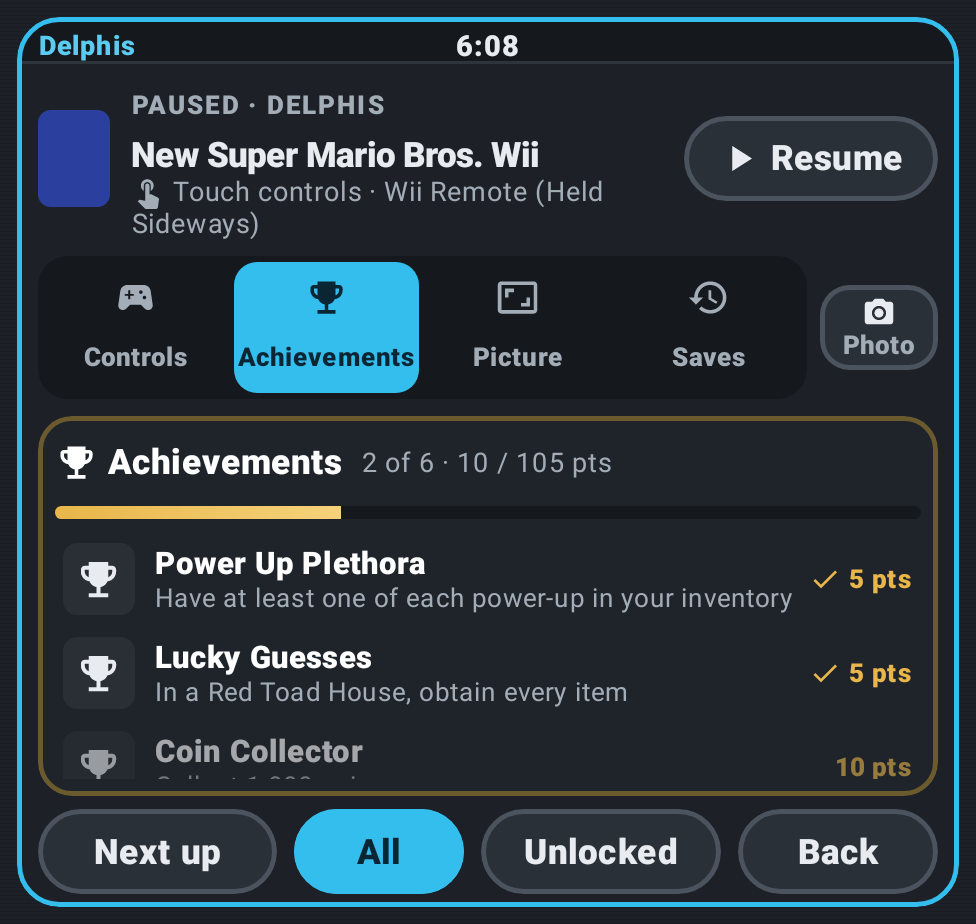 Delphis
6:08
PAUSED · DELPHIS
New Super Mario Bros. Wii
Touch controls · Wii Remote (Held
Sideways)
Resume
Controls
Achievements
Picture
Saves
Photo
Achievements 2 of 6 · 10 / 105 pts
Power Up Plethora
Have at least one of each power-up in your inventory
5 pts
Lucky Guesses
In a Red Toad House, obtain every item
5 pts
Coin Collector
10 pts
Next up
All
Unlocked
Back